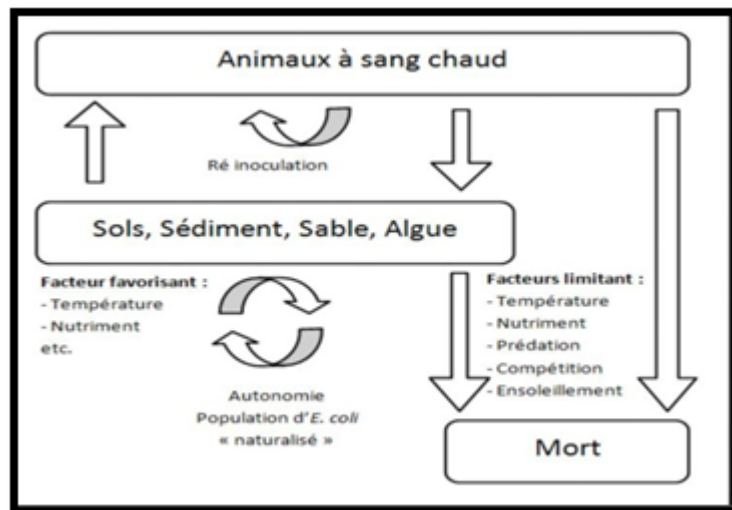 Animaux à sang chaud
Ré inoculation
Sols, Sédiment, Sable, Algue
Facteur favorisant :
- Température
- Nutriment
etc.
Autonomie
Population d'E. coli
« naturalisé »
Facteurs limitant :
- Température
- Nutriment
- Prédation
- Compétition
- Ensoleillement
Mort